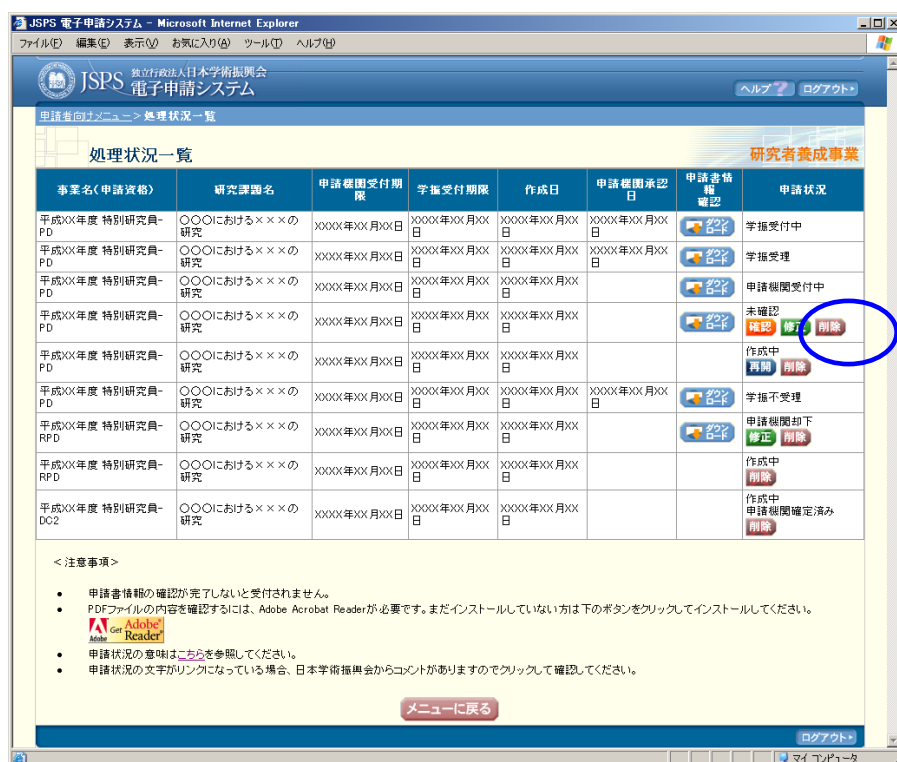 JSPS 電子申請システム - Microsoft Internet Explorer
ファイル(F) 編集(E) 表示(V) お気に入り(A) ツール(T) ヘルプ(H)
JSPS 独立行政法人日本学術振興会
電子申請システム
ヘルプ ? ログアウト
申請者向けメニュー> 処理状況一覧
処理状況一覧
研究者養成事業
事業名(申請資格) 研究課題名 申請機関受付期限 学振受付期限 作成日 申請機関承認日 申請書情報確認 申請状況
平成XX年度 特別研究員-PD 〇〇〇における×××の研究 XXXX年XX月XX日 XXXX年XX月XX日 XXXX年XX月XX日 XXXX年XX月XX日 ダウンロード 学振受付中
平成XX年度 特別研究員-PD 〇〇〇における×××の研究 XXXX年XX月XX日 XXXX年XX月XX日 XXXX年XX月XX日 XXXX年XX月XX日 ダウンロード 学振受理
平成XX年度 特別研究員-PD 〇〇〇における×××の研究 XXXX年XX月XX日 XXXX年XX月XX日 XXXX年XX月XX日 ダウンロード 申請機関受付中
平成XX年度 特別研究員-PD 〇〇〇における×××の研究 XXXX年XX月XX日 XXXX年XX月XX日 XXXX年XX月XX日 ダウンロード 未確認 確認 修正 削除
平成XX年度 特別研究員-PD 〇〇〇における×××の研究 XXXX年XX月XX日 XXXX年XX月XX日 XXXX年XX月XX日 作成中 再開 削除
平成XX年度 特別研究員-PD 〇〇〇における×××の研究 XXXX年XX月XX日 XXXX年XX月XX日 XXXX年XX月XX日 XXXX年XX月XX日 ダウンロード 学振不受理
平成XX年度 特別研究員-RPD 〇〇〇における×××の研究 XXXX年XX月XX日 XXXX年XX月XX日 XXXX年XX月XX日 ダウンロード 申請機関却下 修正 削除
平成XX年度 特別研究員-RPD 〇〇〇における×××の研究 XXXX年XX月XX日 XXXX年XX月XX日 XXXX年XX月XX日 作成中 削除
平成XX年度 特別研究員-DC2 〇〇〇における×××の研究 XXXX年XX月XX日 XXXX年XX月XX日 XXXX年XX月XX日 作成中 申請機関確定済み 削除
<注意事項>
• 申請書情報の確認が完了しないと受付されません。
• PDFファイルの内容を確認するには、Adobe Acrobat Readerが必要です。まだインストールしていない方は下のボタンをクリックしてインストールしてください。
Adobe Get Adobe Reader
• 申請状況の意味はこちらを参照してください。
• 申請状況の文字がリンクになっている場合、日本学術振興会からコメントがありますのでクリックして確認してください。
メニューに戻る
ログアウト
マイ コンピュータ